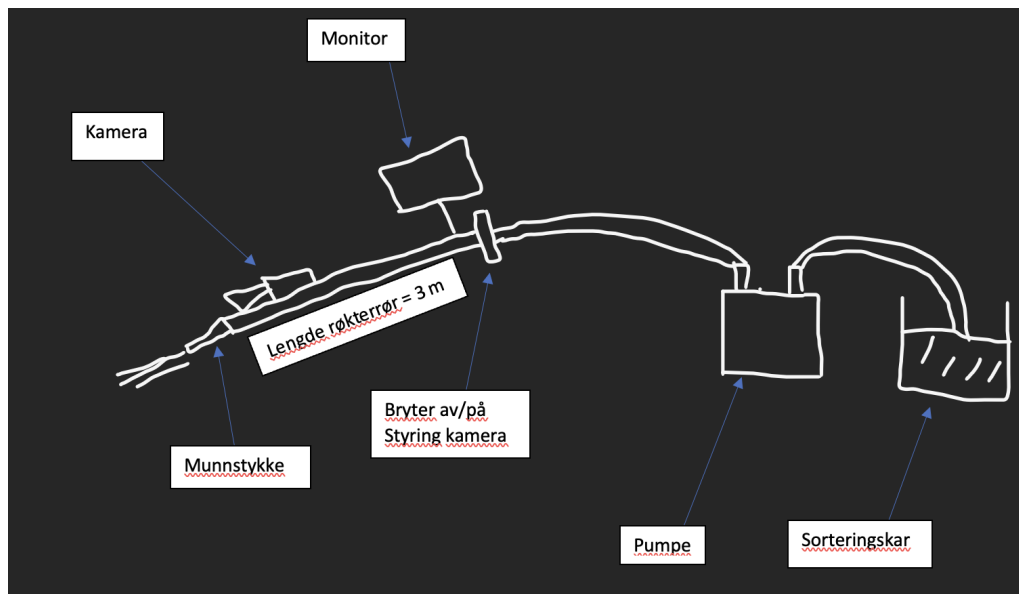 Monitor
Kamera
Lengde røkterrør = 3 m
Bryter av/på
Styring kamera
Munnstykke
Pumpe
Sorteringskar